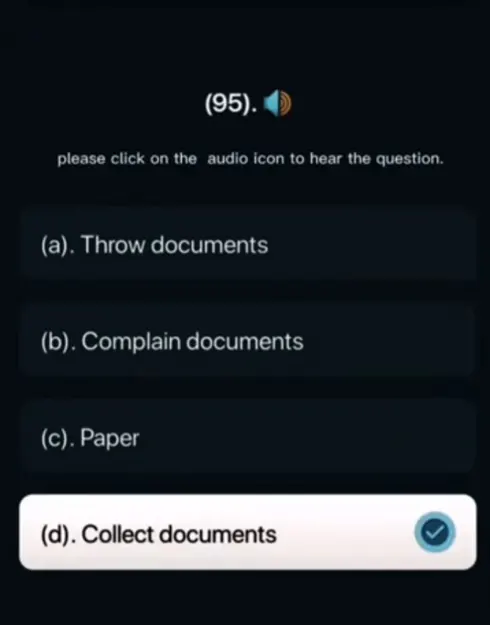 (95).
please click on the audio icon to hear the question.
(a). Throw documents
(b). Complain documents
(c). Paper
(d). Collect documents